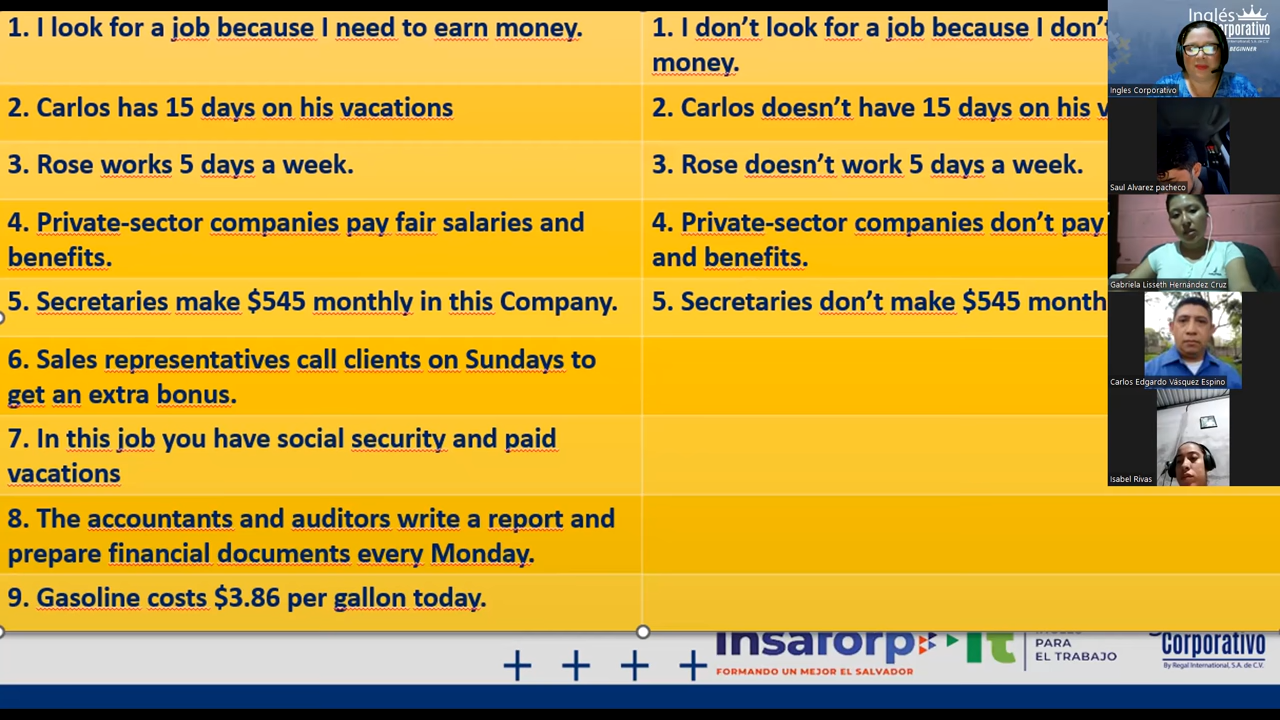 1. I look for a job because I need to earn money.
2. Carlos has 15 days on his vacations
3. Rose works 5 days a week.
4. Private-sector companies pay fair salaries and
benefits.
5. Secretaries make $545 monthly in this Company.
6. Sales representatives call clients on Sundays to
get an extra bonus.
7. In this job you have social security and paid
vacations
8. The accountants and auditors write a report and
prepare financial documents every Monday.
9. Gasoline costs $3.86 per gallon today.
1. I don't look for a job because I don't
money.
2. Carlos doesn't have 15 days on his
3. Rose doesn't work 5 days a week.
4. Private-sector companies don't pay
and benefits.
5. Secretaries don't make $545 month
Inglés
BEGINNER
Ingles Corporativo
Saul Alvarez pacheco
Gabriela Lisseth Hernández Cruz
Carlos Edgardo Vásquez Espino
Isabel Rivas
Insaforp
FORMANDO UN MEJOR EL SALVADOR
PARA
EL TRABAJO
Corporativo
By Regal International, S.A. de C.V.